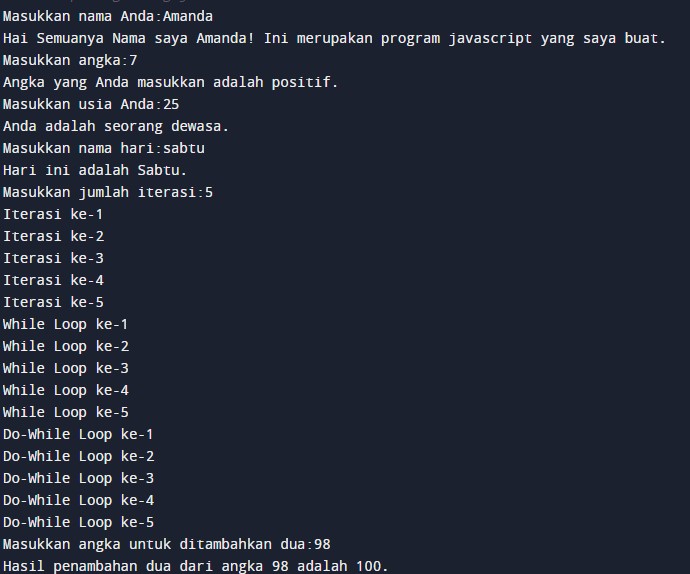 Masukkan nama Anda:Amanda
Hai Semuanya Nama saya Amanda! Ini merupakan program javascript yang saya buat.
Masukkan angka:7
Angka yang Anda masukkan adalah positif.
Masukkan usia Anda:25
Anda adalah seorang dewasa.
Masukkan nama hari:sabtu
Hari ini adalah Sabtu.
Masukkan jumlah iterasi:5
Iterasi ke-1
Iterasi ke-2
Iterasi ke-3
Iterasi ke-4
Iterasi ke-5
While Loop ke-1
While Loop ke-2
While Loop ke-3
While Loop ke-4
While Loop ke-5
Do-While Loop ke-1
Do-While Loop ke-2
Do-While Loop ke-3
Do-While Loop ke-4
Do-While Loop ke-5
Masukkan angka untuk ditambahkan dua:98
Hasil penambahan dua dari angka 98 adalah 100.